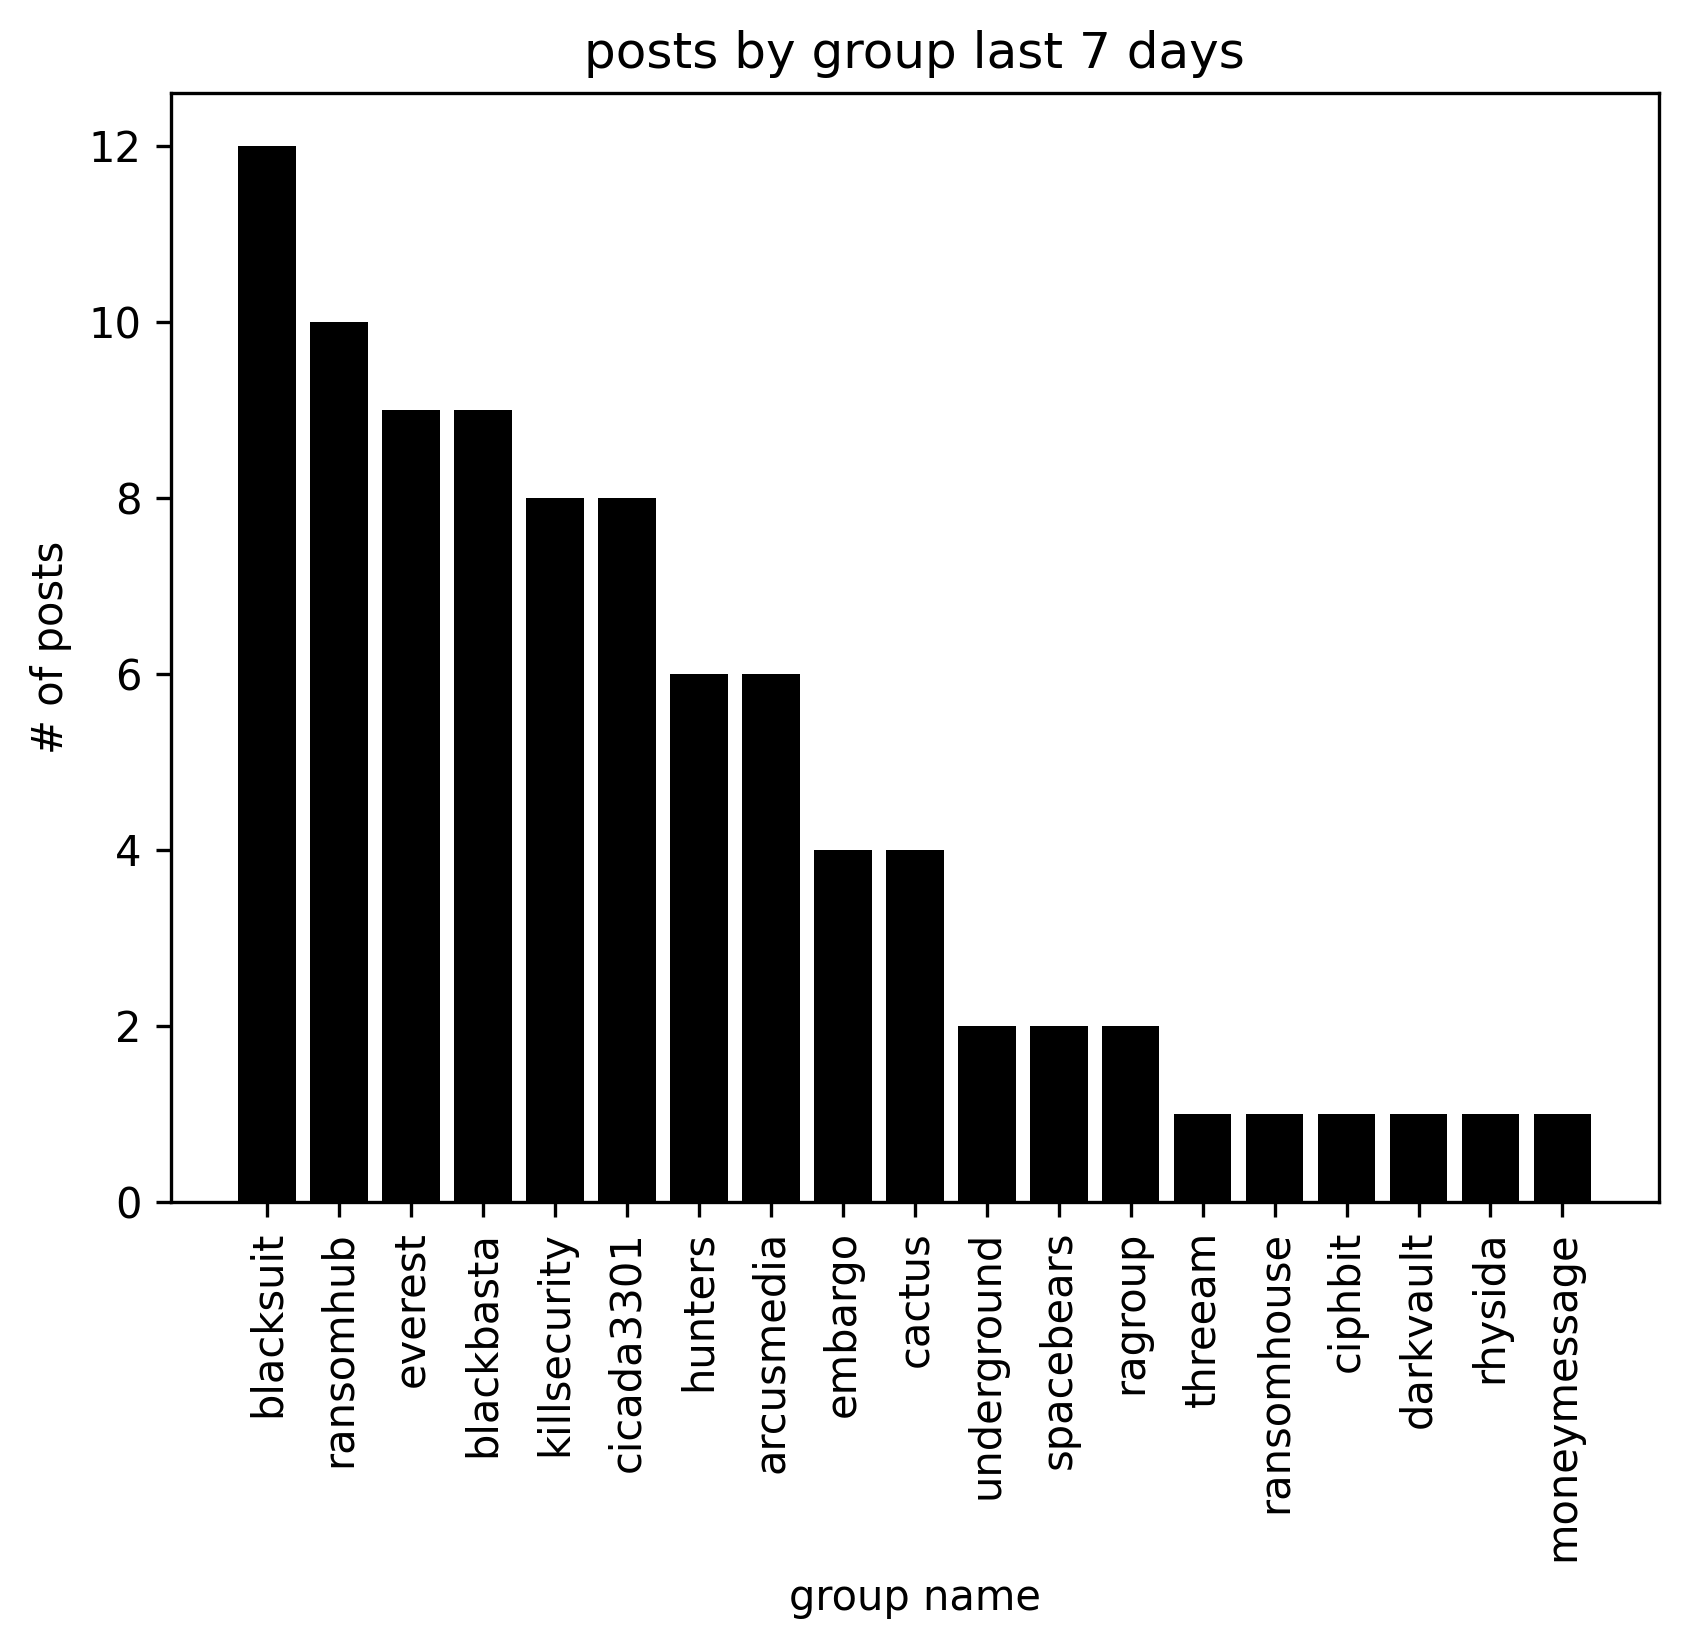 posts by group last 7 days
12
10
8
6
4
2
0
# of posts
blacksuit
ransomhub
everest
blackbasta
killsecurity
cicada3301
hunters
arcusmedia
embargo
cactus
underground
spacebears
ragroup
threeam
ransomhouse
ciphbit
darkvault
rhysida
moneymessage
group name